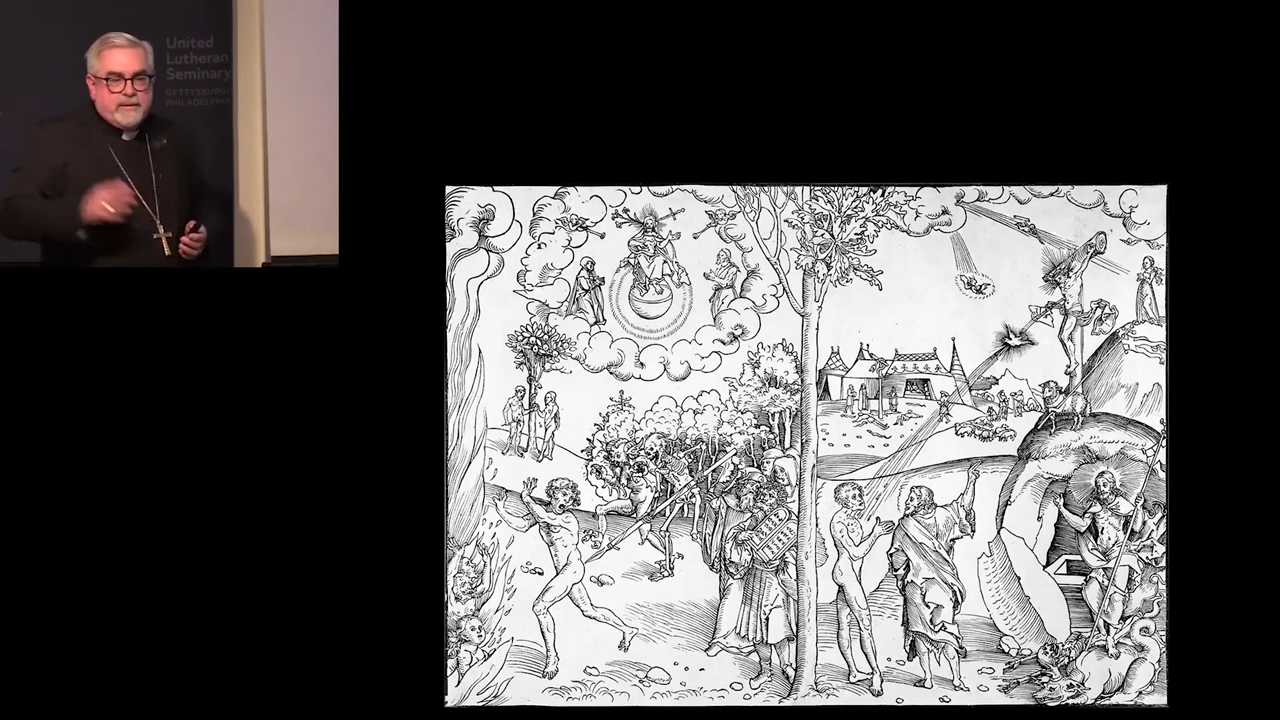 United
Lutheran
Seminary
GETTYSBURG+
PHILADELPHIA